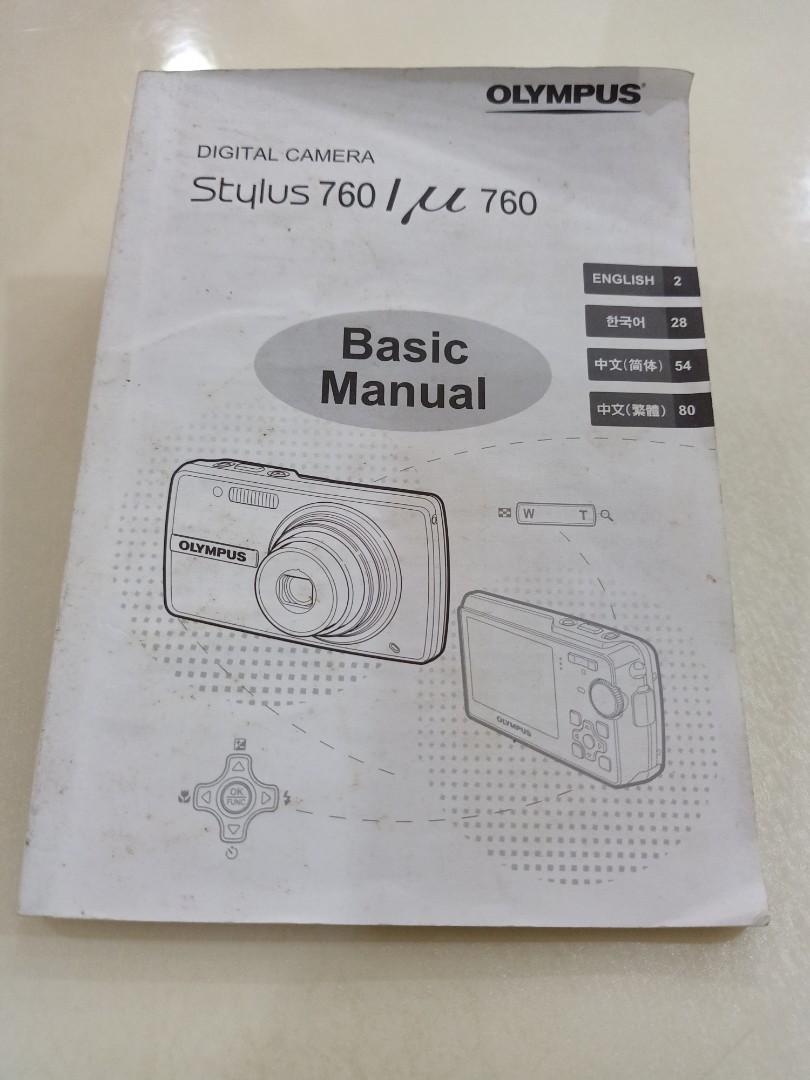 OLYMPUS®
DIGITAL CAMERA
Stylus 760 / μ 760
ENGLISH 2
한국어 28
中文(简体) 54
中文(繁體) 80
Basic
Manual
W T
OLYMPUS
OLYMPUS
OK
FUNC